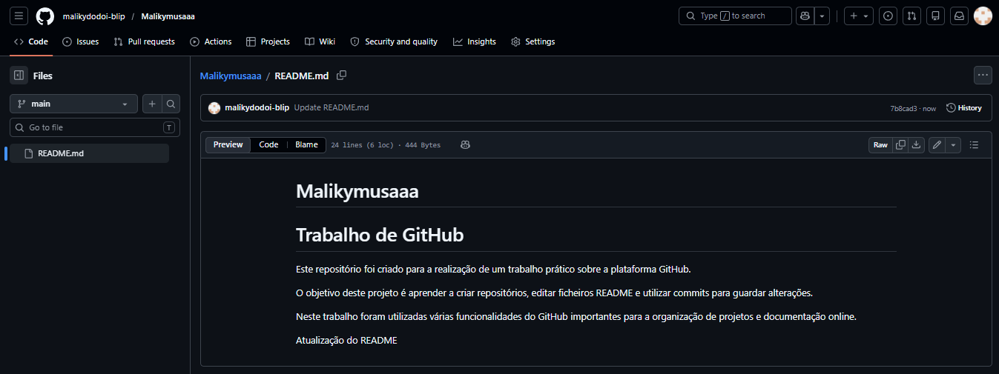 malikydodoi-blip / Malikymusaaa
Type / to search
Code Issues Pull requests Actions Projects Wiki Security and quality Insights Settings
Files
main
Go to file T
README.md
Malikymusaaa / README.md
malikydodoi-blip Update README.md 7b8cad3 · now History
Preview Code Blame 24 lines (6 loc) · 444 Bytes Raw
Malikymusaaa
Trabalho de GitHub
Este repositório foi criado para a realização de um trabalho prático sobre a plataforma GitHub.
O objetivo deste projeto é aprender a criar repositórios, editar ficheiros README e utilizar commits para guardar alterações.
Neste trabalho foram utilizadas várias funcionalidades do GitHub importantes para a organização de projetos e documentação online.
Atualização do README